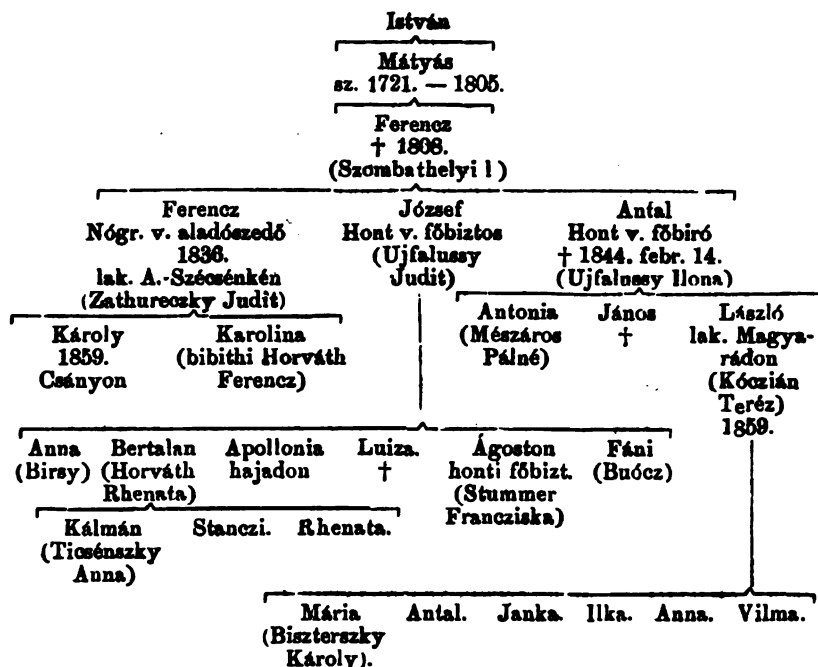 István
Mátyás
sz. 1721. — 1805.
Ferencz
† 1808.
(Szombathelyi l)
Ferencz
Nógr. v. aladószedő
1836.
lak. A.-Szécsénkén
(Zathureczky Judit)
József
Hont v. főbiztos
(Ujfalussy
Judit)
Antal
Hont v. főbiró
† 1844. febr. 14.
(Ujfalussy Ilona)
Károly
1859.
Csányon
Karolina
(bibithi Horváth
Ferencz)
Antonia
(Mészáros
Pálné)
János
†
László
lak. Magya-
rádon
(Kóczián
Teréz)
1859.
Anna
(Birsy)
Bertalan
(Horváth
Rhenata)
Apollonia
hajadon
Luiza.
†
Ágoston
honti főbizt.
(Stummer
Francziska)
Fáni
(Buócz)
Kálmán
(Ticsénszky
Anna)
Stanczi.
Rhenata.
Mária
(Biszterszky
Károly).
Antal.
Janka.
Ilka.
Anna.
Vilma.